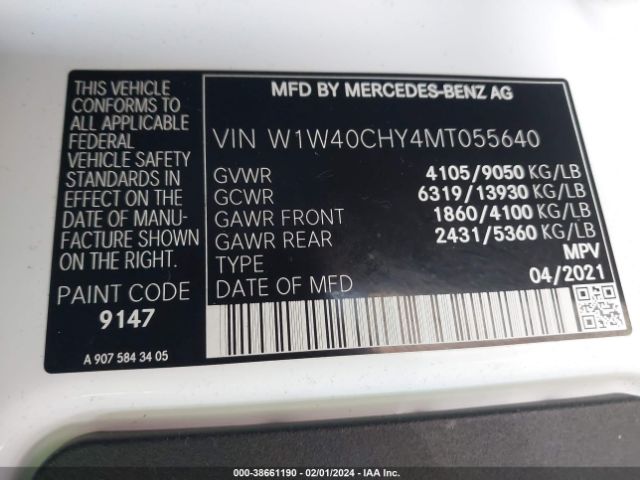 THIS VEHICLE
CONFORMS TO ALL
APPLICABLE
FEDERAL
VEHICLE SAFETY
STANDARDS IN
EFFECT ON THE
DATE OF MANU-
FACTURE SHOWN
ON THE RIGHT.
PAINT CODE
9147
A 907 584 34 05
MFD BY MERCEDES-BENZ AG
VIN W1W40CHY4MT055640
GVWR 4105/9050 KG/LB
GCWR 6319/13930 KG/LB
GAWR FRONT 1860/4100 KG/LB
GAWR REAR 2431/5360 KG/LB
TYPE MPV
DATE OF MFD 04/2021
000-38661190 - 02/01/2024 - IAA Inc.